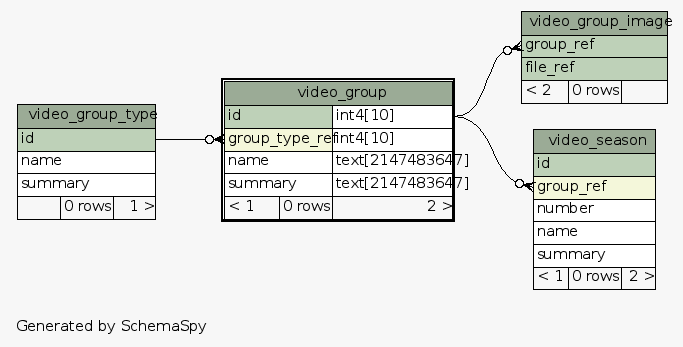 video_group_type
id
name
summary
0 rows 1 >
video_group
id int4[10]
group_type_ref int4[10]
name text[2147483647]
summary text[2147483647]
< 1 0 rows 2 >
video_group_image
group_ref
file_ref
< 2 0 rows
video_season
id
group_ref
number
name
summary
< 1 0 rows 2 >
Generated by SchemaSpy